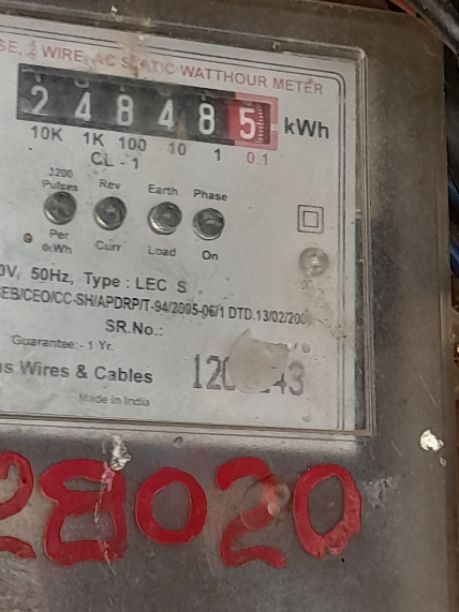 SE, 2 WIRE, AC STATIC WATTHOUR METER
2 4 8 4 8 5 kWh
10K 1K 100 10 1 0.1
CL - 1
3200 Pulses Per kWh
Rev Curr
Earth Load
Phase On
0V, 50Hz, Type : LEC S
SEB/CEO/CC-SH/APDRP/T-94/2005-06/1 DTD.13/02/200
SR.No.:
Guarantee:- 1 Yr.
us Wires & Cables
Made in India
28020